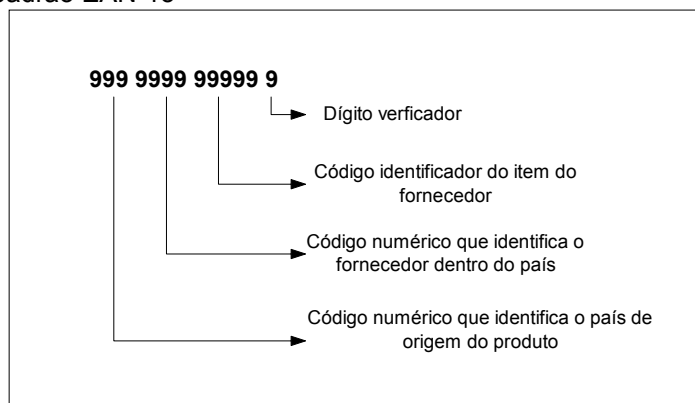 999 9999 99999 9
Dígito verficador
Código identificador do item do
fornecedor
Código numérico que identifica o
fornecedor dentro do país
Código numérico que identifica o país de
origem do produto